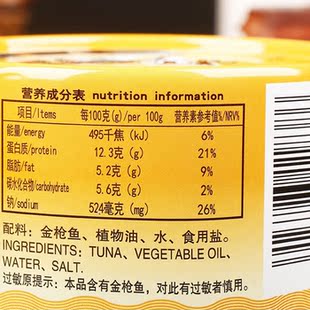 营养成分表 nutrition information
项目/Items 每100克(g)/per 100g 营养素参考值%/NRV%
能量/energy 495千焦(kJ) 6%
蛋白质/protein 12.3克(g) 21%
脂肪/fat 5.2克(g) 9%
碳水化合物/carbohydrate 5.6克(g) 2%
钠/sodium 524毫克(mg) 26%
配料：金枪鱼、植物油、水、食用盐。
INGREDIENTS: TUNA, VEGETABLE OIL,
WATER, SALT.
过敏原提示：本品含有金枪鱼，对此有过敏者慎用。